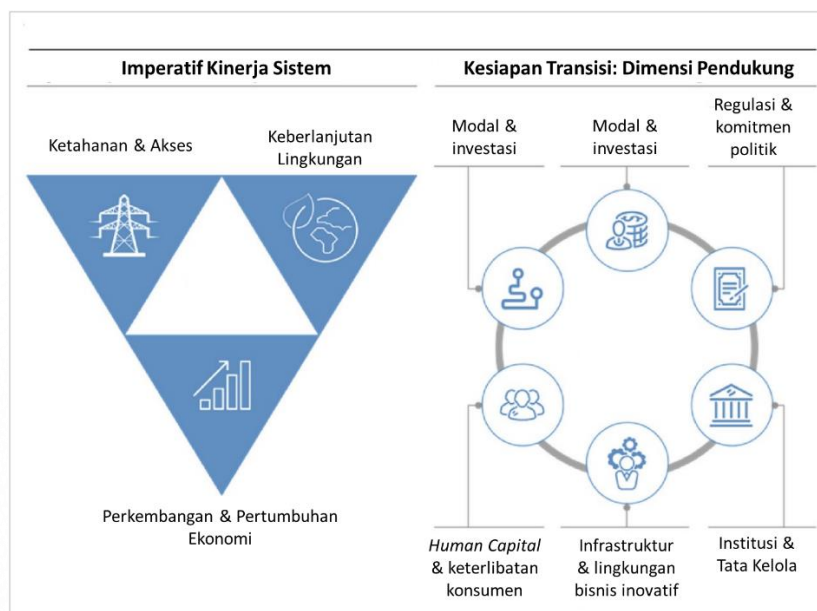 Imperatif Kinerja Sistem
Kesiapan Transisi: Dimensi Pendukung
Ketahanan & Akses
Keberlanjutan
Lingkungan
Perkembangan & Pertumbuhan
Ekonomi
Modal &
investasi
Modal &
investasi
Regulasi &
komitmen
politik
Human Capital
& keterlibatan
konsumen
Infrastruktur
& lingkungan
bisnis inovatif
Institusi &
Tata Kelola